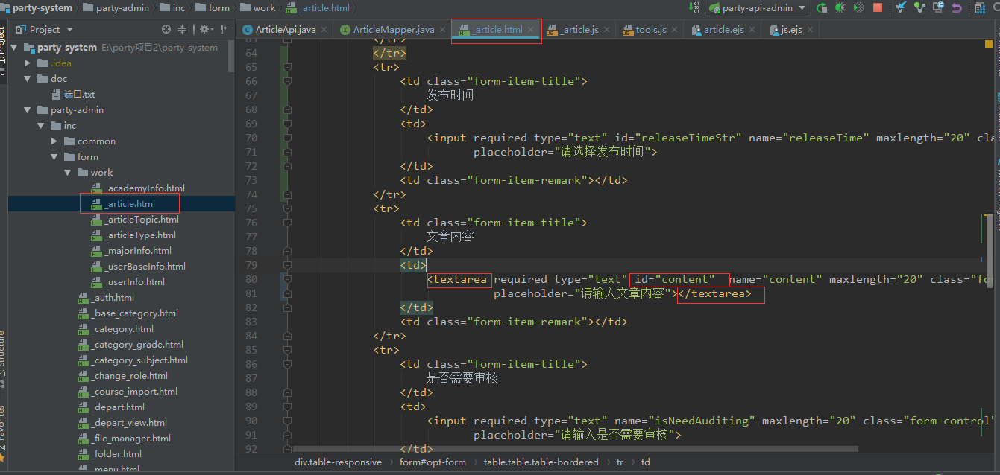 party-system party-admin inc form work _article.html party-api-admin
Project ArticleApi.java ArticleMapper.java _article.html _article.js tools.js article.ejs js.ejs
party-system E:\party项目2\party-system
.idea
doc
端口.txt
party-admin
inc
common
form
work
_academyInfo.html
_article.html
_articleTopic.html
_articleType.html
_majorInfo.html
_userBaseInfo.html
_userInfo.html
_auth.html
_base_category.html
_category.html
_category_grade.html
_category_subject.html
_change_role.html
_course_import.html
_depart.html
_depart_view.html
_file_manager.html
_folder.html
_menu.html
63 </tr>
64 </tr>
65 <tr>
66 <td class="form-item-title">
67 发布时间
68 </td>
69 <td>
70 <input required type="text" id="releaseTimeStr" name="releaseTime" maxlength="20" cla
71 placeholder="请选择发布时间">
72 </td>
73 <td class="form-item-remark"></td>
74 </tr>
75 <tr>
76 <td class="form-item-title">
77 文章内容
78 </td>
79 <td>
80 <textarea required type="text" id="content" name="content" maxlength="20" class="for
81 placeholder="请输入文章内容"></textarea>
82 </td>
83 <td class="form-item-remark"></td>
84 </tr>
85 <tr>
86 <td class="form-item-title">
87 是否需要审核
88 </td>
89 <td>
90 <input required type="text" name="isNeedAuditing" maxlength="20" class="form-control"
91 placeholder="请输入是否需要审核">
92 </td>
div.table-responsive form#opt-form table.table.table-bordered tr td
1: Project
7: Structure
2: Favorites